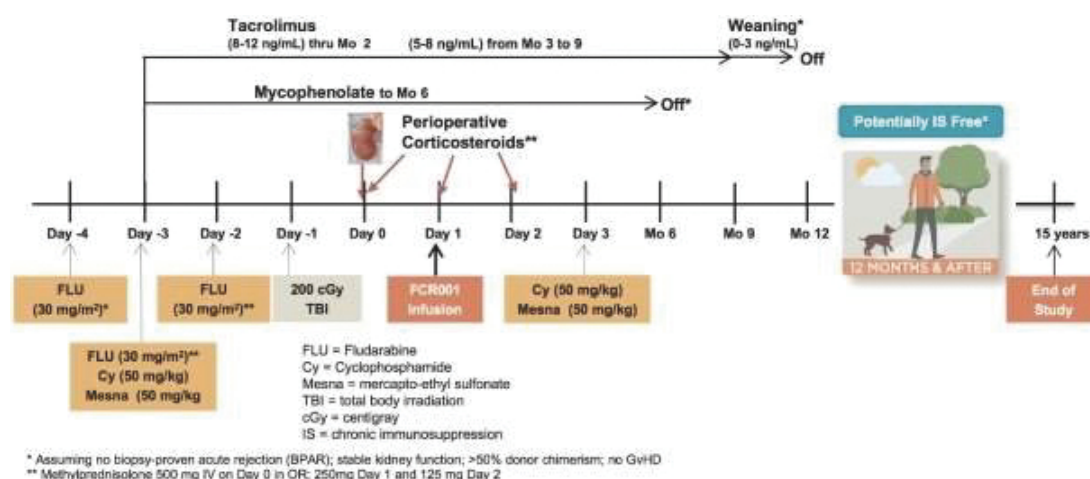 Tacrolimus
(8-12 ng/mL) thru Mo 2
(5-8 ng/mL) from Mo 3 to 9
Weaning*
(0-3 ng/mL)
Off
Mycophenolate to Mo 6
Off*
Perioperative
Corticosteroids**
Potentially IS Free*
12 MONTHS & AFTER
Day -4
Day -3
Day -2
Day -1
Day 0
Day 1
Day 2
Day 3
Mo 6
Mo 9
Mo 12
15 years
FLU
(30 mg/m²)*
FLU
(30 mg/m²)**
200 cGy
TBI
FCR001
Infusion
Cy (50 mg/kg)
Mesna (50 mg/kg)
End of
Study
FLU (30 mg/m²)**
Cy (50 mg/kg)
Mesna (50 mg/kg
FLU = Fludarabine
Cy = Cyclophosphamide
Mesna = mercapto-ethyl sulfonate
TBI = total body irradiation
cGy = centigray
IS = chronic immunosuppression
* Assuming no biopsy-proven acute rejection (BPAR); stable kidney function; >50% donor chimerism; no GvHD
** Methylprednisolone 500 mg IV on Day 0 in OR; 250mg Day 1 and 125 mg Day 2